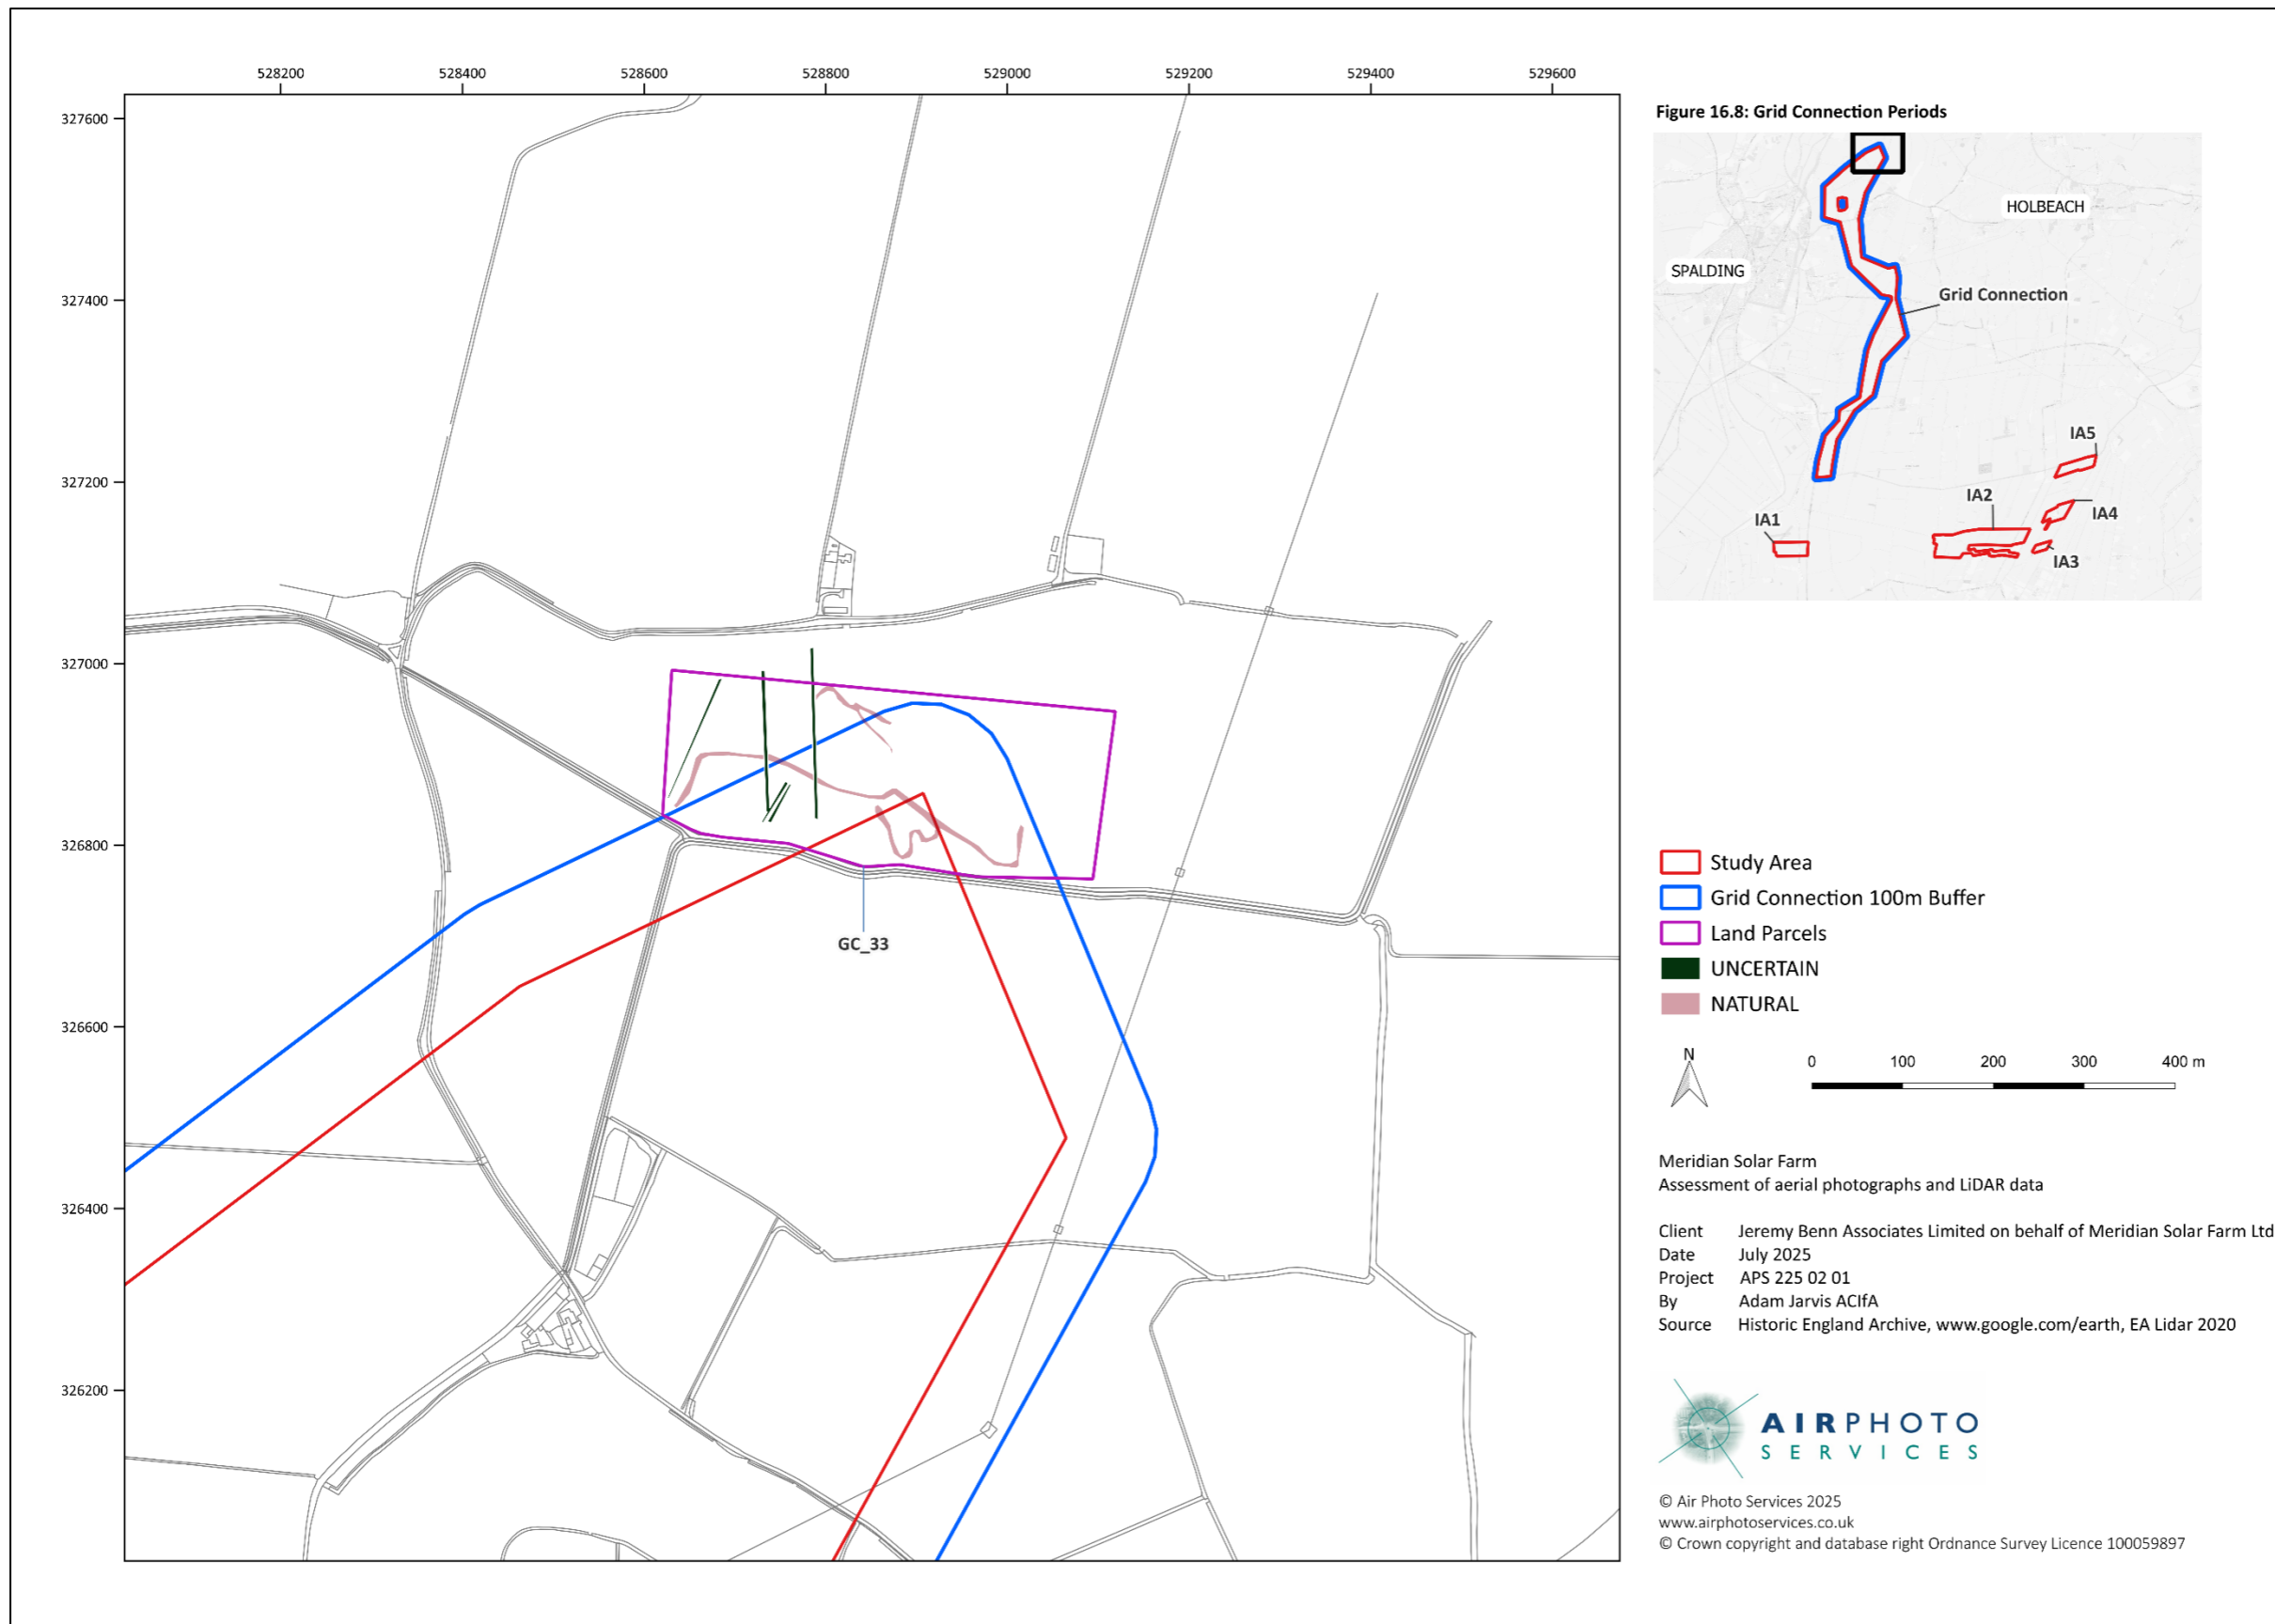 528200 528400 528600 528800 529000 529200 529400 529600
327600
327400
327200
327000
326800
326600
326400
326200
GC_33
Figure 16.8: Grid Connection Periods
HOLBEACH
SPALDING
Grid Connection
IA5
IA2
IA4
IA1
IA3
Study Area
Grid Connection 100m Buffer
Land Parcels
UNCERTAIN
NATURAL
N
0 100 200 300 400 m
Meridian Solar Farm
Assessment of aerial photographs and LiDAR data
Client Jeremy Benn Associates Limited on behalf of Meridian Solar Farm Ltd
Date July 2025
Project APS 225 02 01
By Adam Jarvis ACIfA
Source Historic England Archive, www.google.com/earth, EA Lidar 2020
AIRPHOTO
SERVICES
© Air Photo Services 2025
www.airphotoservices.co.uk
© Crown copyright and database right Ordnance Survey Licence 100059897